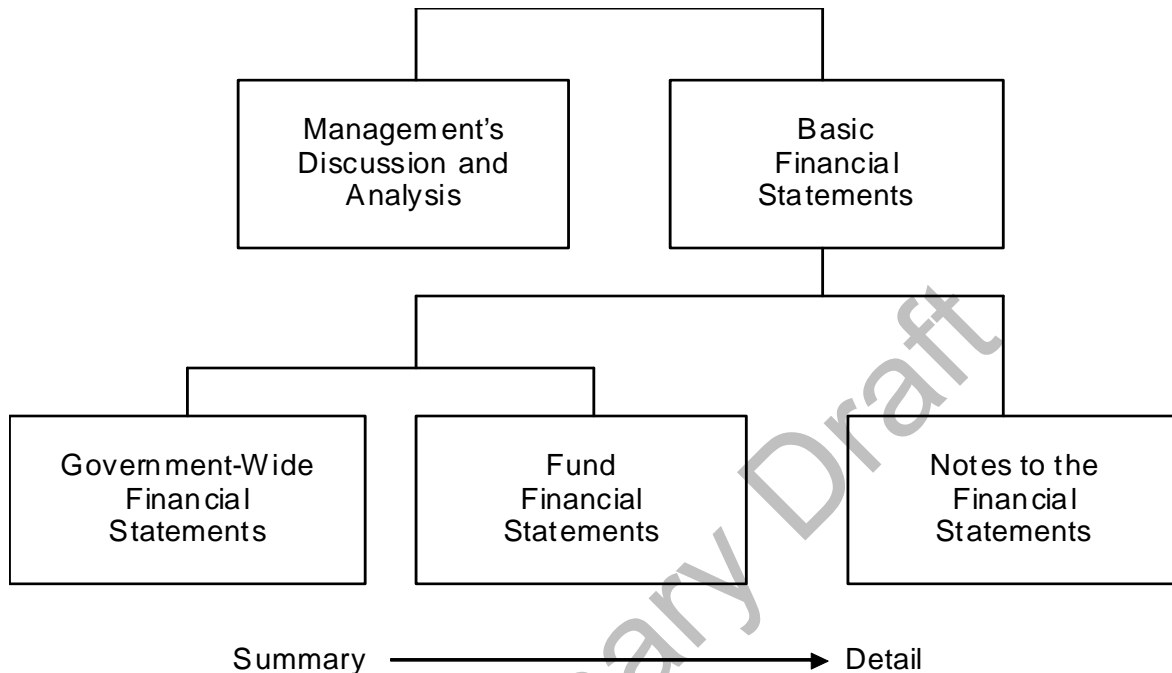 Management's
Discussion and
Analysis
Basic
Financial
Statements
Government-Wide
Financial
Statements
Fund
Financial
Statements
Notes to the
Financial
Statements
Summary
Detail
Draft